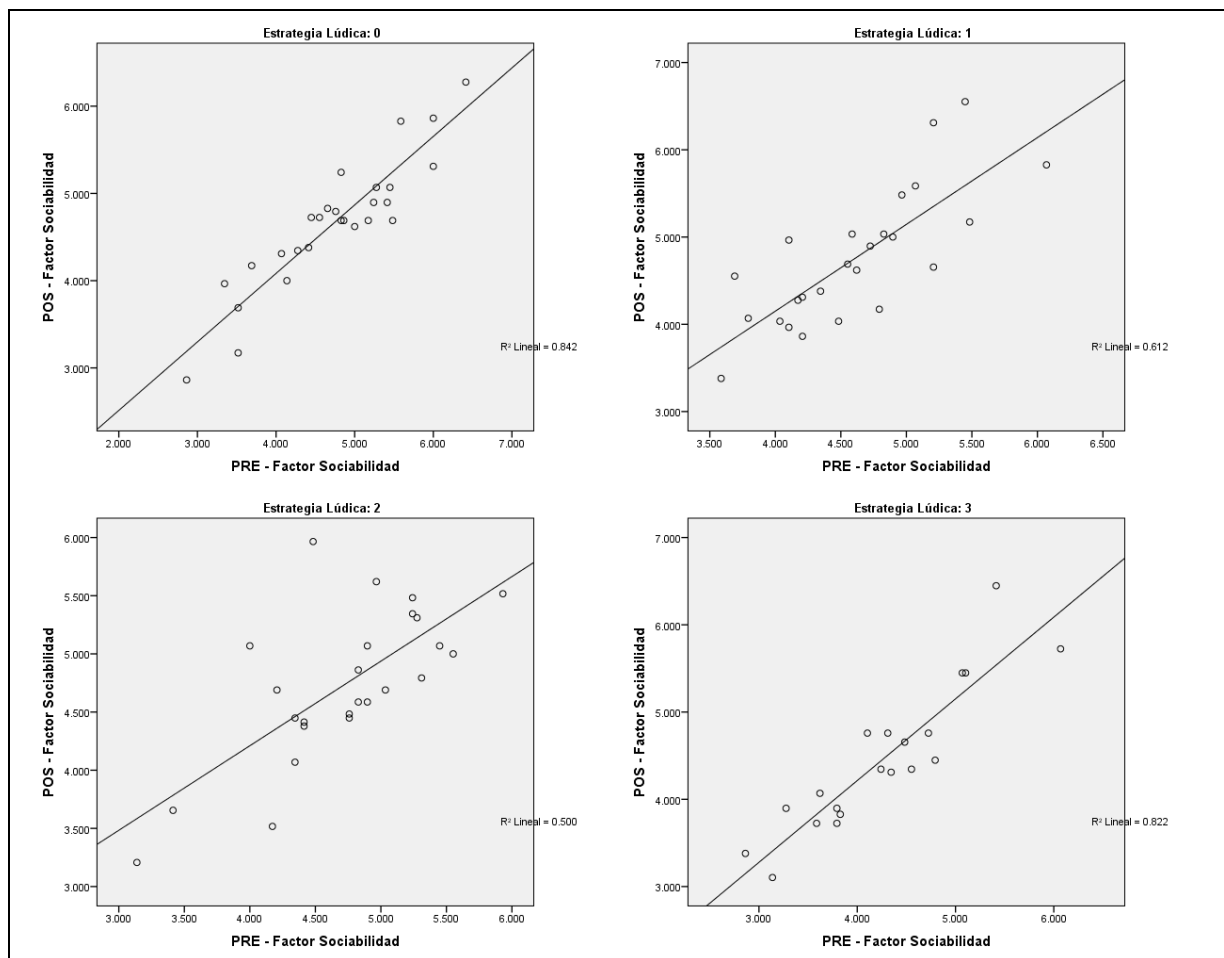 Estrategia Lúdica: 0
POS - Factor Sociabilidad
6.000
5.000
4.000
3.000
R² Lineal = 0.842
2.000 3.000 4.000 5.000 6.000 7.000
PRE - Factor Sociabilidad
Estrategia Lúdica: 1
POS - Factor Sociabilidad
7.000
6.000
5.000
4.000
3.000
R² Lineal = 0.612
3.500 4.000 4.500 5.000 5.500 6.000 6.500
PRE - Factor Sociabilidad
Estrategia Lúdica: 2
POS - Factor Sociabilidad
6.000
5.500
5.000
4.500
4.000
3.500
3.000
R² Lineal = 0.500
3.000 3.500 4.000 4.500 5.000 5.500 6.000
PRE - Factor Sociabilidad
Estrategia Lúdica: 3
POS - Factor Sociabilidad
7.000
6.000
5.000
4.000
3.000
R² Lineal = 0.822
3.000 4.000 5.000 6.000
PRE - Factor Sociabilidad